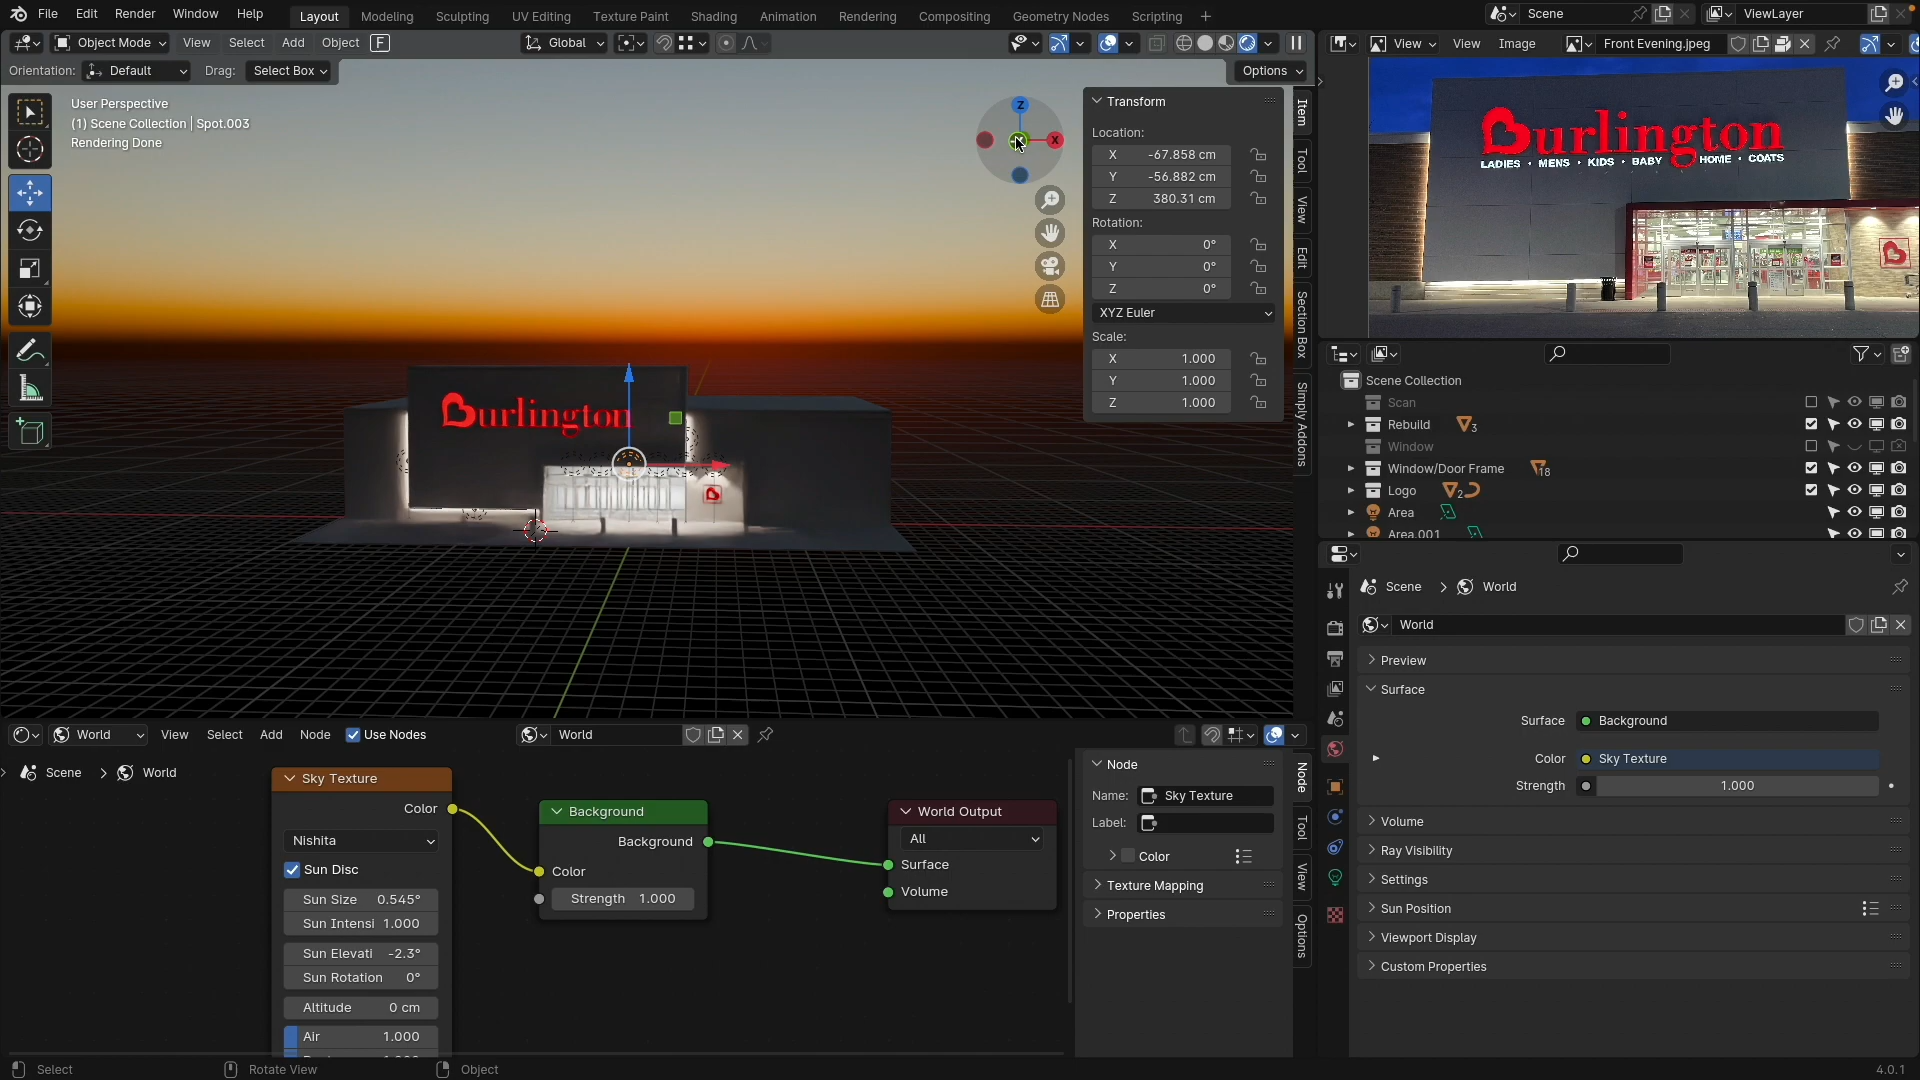 File Edit Render Window Help
Layout Modeling Sculpting UV Editing Texture Paint Shading Animation Rendering Compositing Geometry Nodes Scripting +
Scene
ViewLayer
Object Mode View Select Add Object F
Global
View View Image Front Evening.jpeg
Orientation: Default Drag: Select Box
Options
User Perspective
(1) Scene Collection | Spot.003
Rendering Done
Z
X
Transform
Location:
X -67.858 cm
Y -56.882 cm
Z 380.31 cm
Rotation:
X 0°
Y 0°
Z 0°
XYZ Euler
Scale:
X 1.000
Y 1.000
Z 1.000
Item
Tool
View
Edit
Section Box
Simply Addons
Burlington
Burlington
LADIES • MENS • KIDS • BABY HOME • COATS
Scene Collection
Scan
Rebuild 3
Window
Window/Door Frame 18
Logo 2
Area
Area.001
Scene > World
World
Preview
Surface
Surface Background
Color Sky Texture
Strength 1.000
Volume
Ray Visibility
Settings
Sun Position
Viewport Display
Custom Properties
World View Select Add Node Use Nodes
World
Scene > World
Sky Texture
Color
Nishita
Sun Disc
Sun Size 0.545°
Sun Intensi 1.000
Sun Elevati -2.3°
Sun Rotation 0°
Altitude 0 cm
Air 1.000
Background
Background
Color
Strength 1.000
World Output
All
Surface
Volume
Node
Name: Sky Texture
Label:
Color
Texture Mapping
Properties
Node
Tool
View
Options
Select
Rotate View
Object
4.0.1